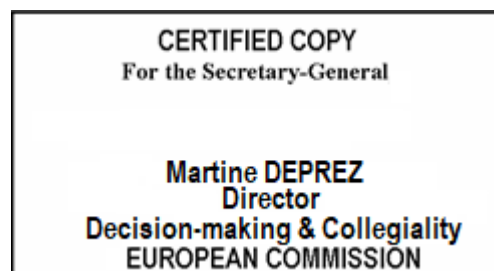 CERTIFIED COPY
For the Secretary-General
Martine DEPREZ
Director
Decision-making & Collegiality
EUROPEAN COMMISSION